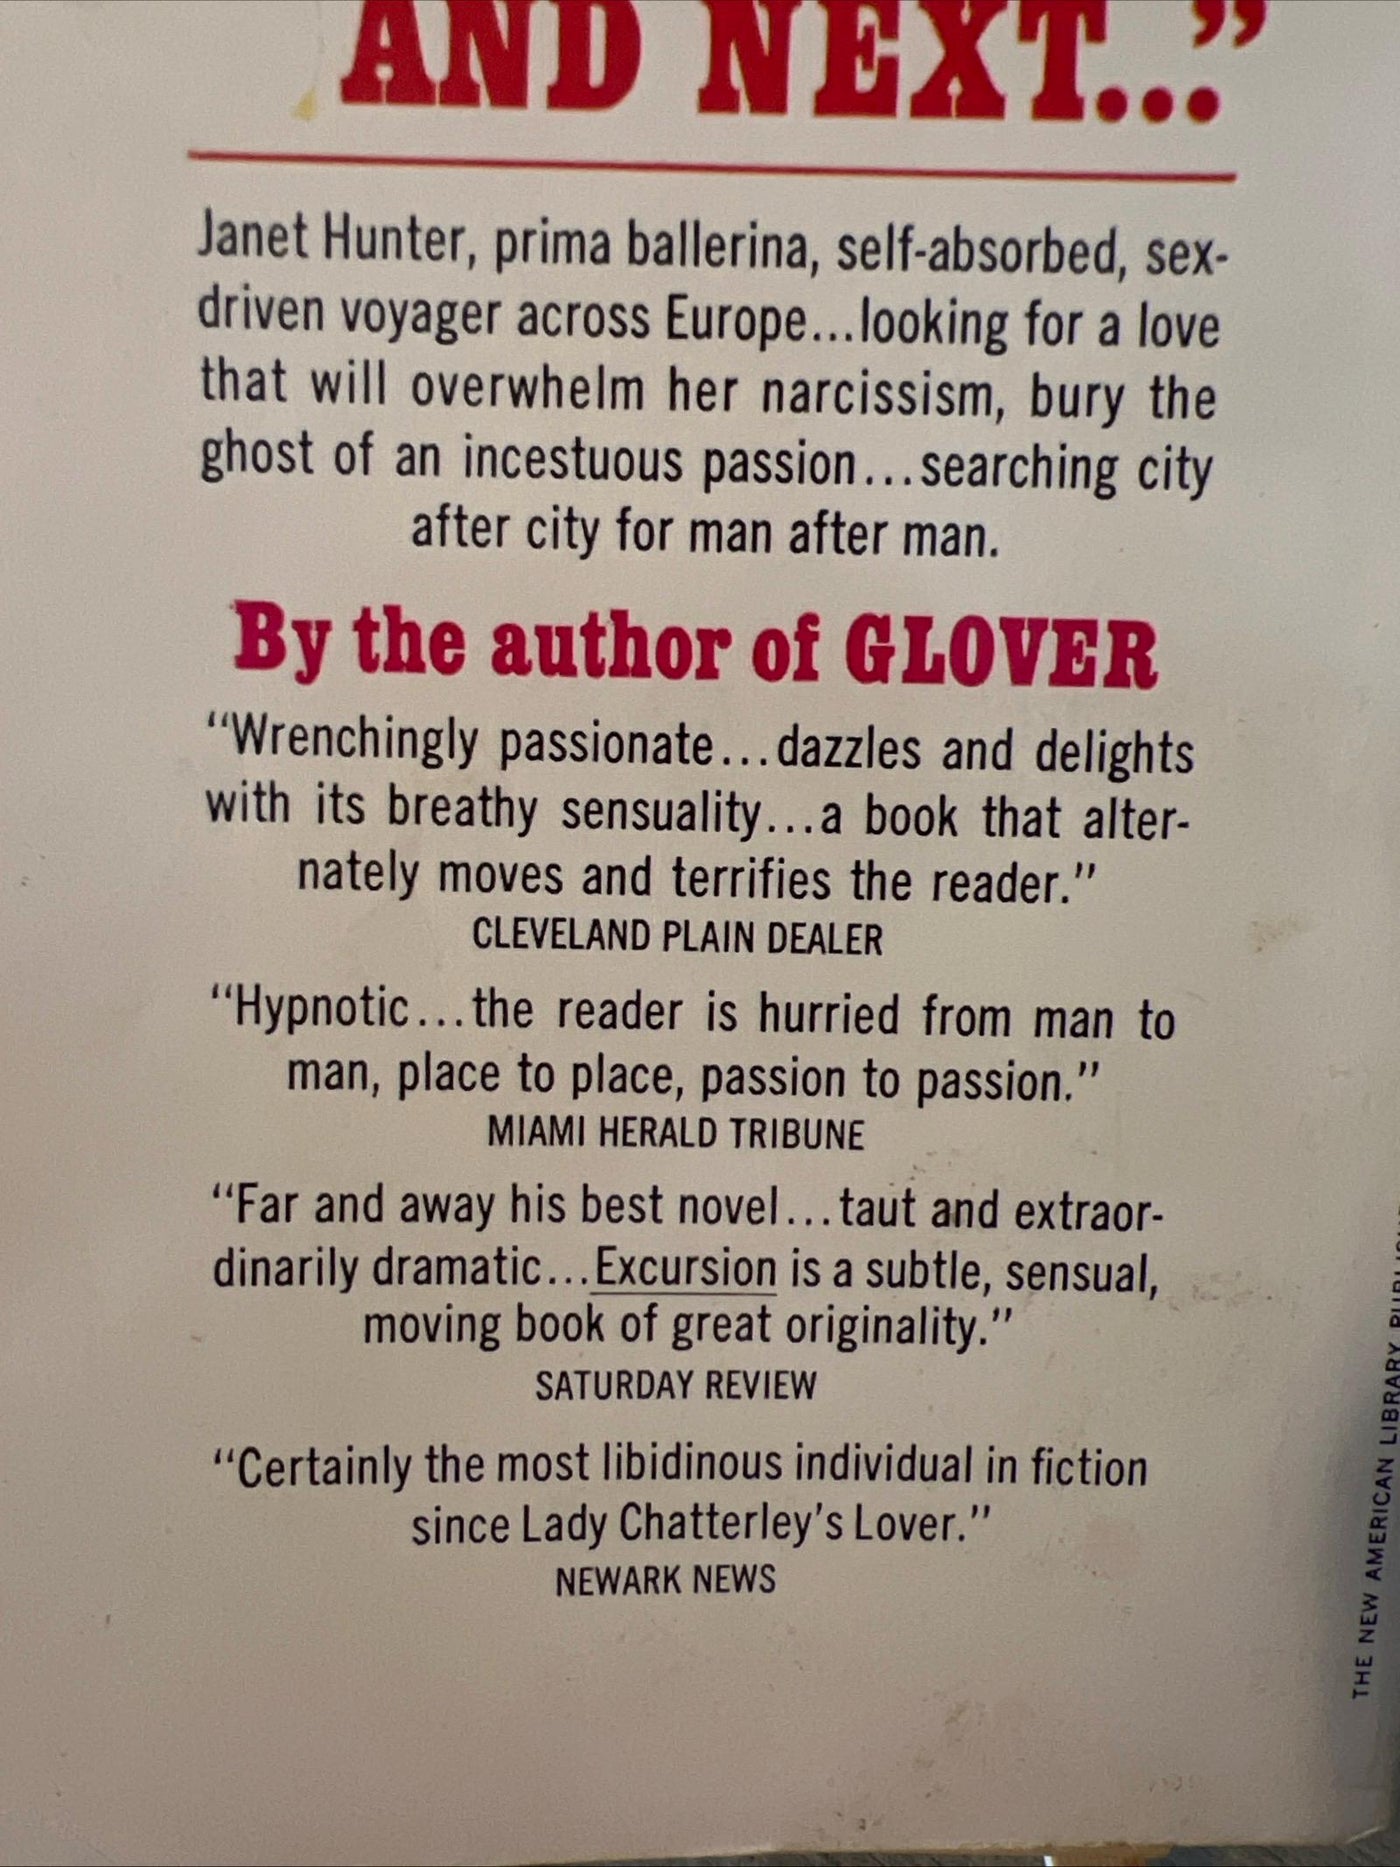 AND NEXT...”
Janet Hunter, prima ballerina, self-absorbed, sex-
driven voyager across Europe...looking for a love
that will overwhelm her narcissism, bury the
ghost of an incestuous passion...searching city
after city for man after man.
By the author of GLOVER
“Wrenchingly passionate...dazzles and delights
with its breathy sensuality...a book that alter-
nately moves and terrifies the reader.”
CLEVELAND PLAIN DEALER
“Hypnotic...the reader is hurried from man to
man, place to place, passion to passion.”
MIAMI HERALD TRIBUNE
“Far and away his best novel...taut and extraor-
dinarily dramatic...Excursion is a subtle, sensual,
moving book of great originality.”
SATURDAY REVIEW
“Certainly the most libidinous individual in fiction
since Lady Chatterley's Lover.”
NEWARK NEWS
THE NEW AMERICAN LIBRARY